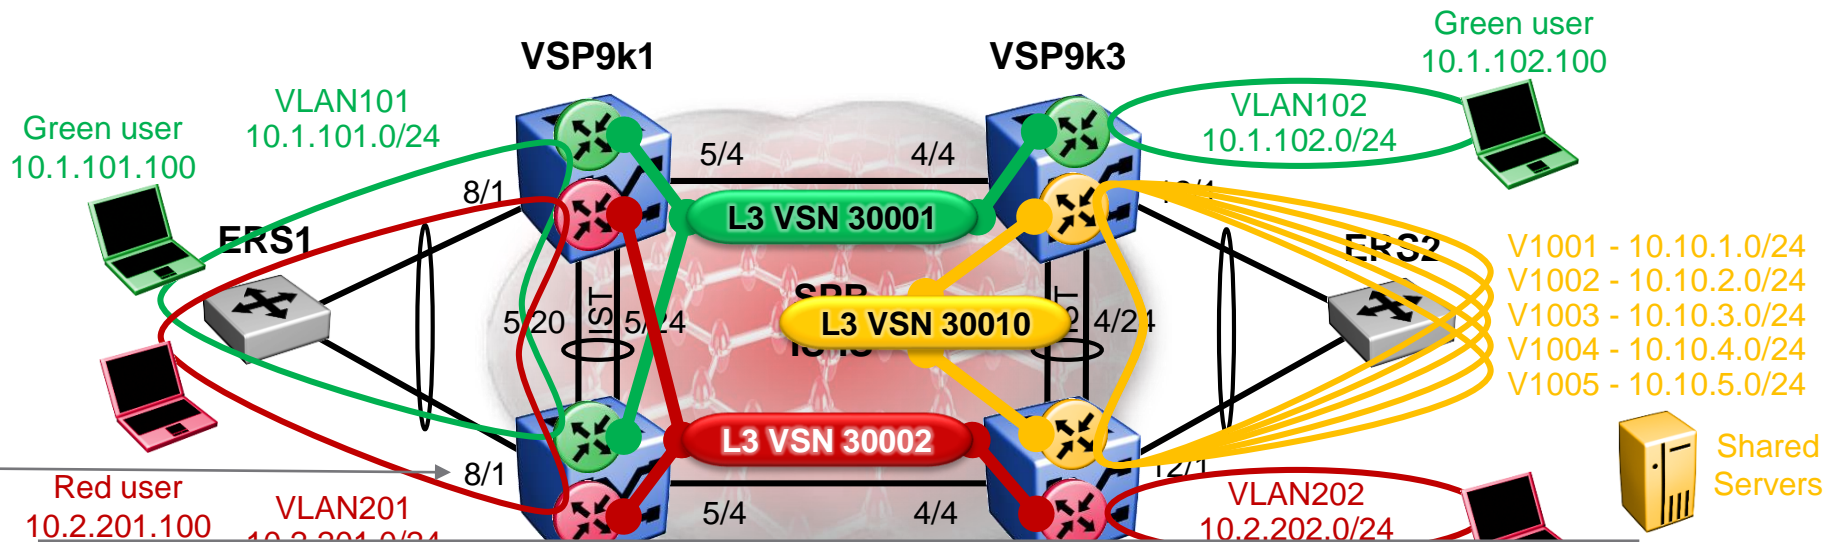 Green user
10.1.102.100
VSP9k1
VSP9k3
VLAN101
10.1.101.0/24
VLAN102
10.1.102.0/24
Green user
10.1.101.100
5/4
4/4
8/1
L3 VSN 30001
ERS1
ERS2
V1001 - 10.10.1.0/24
V1002 - 10.10.2.0/24
V1003 - 10.10.3.0/24
V1004 - 10.10.4.0/24
V1005 - 10.10.5.0/24
5/20
IST
5/24
L3 VSN 30010
4/24
L3 VSN 30002
Shared
Servers
8/1
12/1
Red user
10.2.201.100
VLAN201
10.2.201.0/24
5/4
4/4
VLAN202
10.2.202.0/24